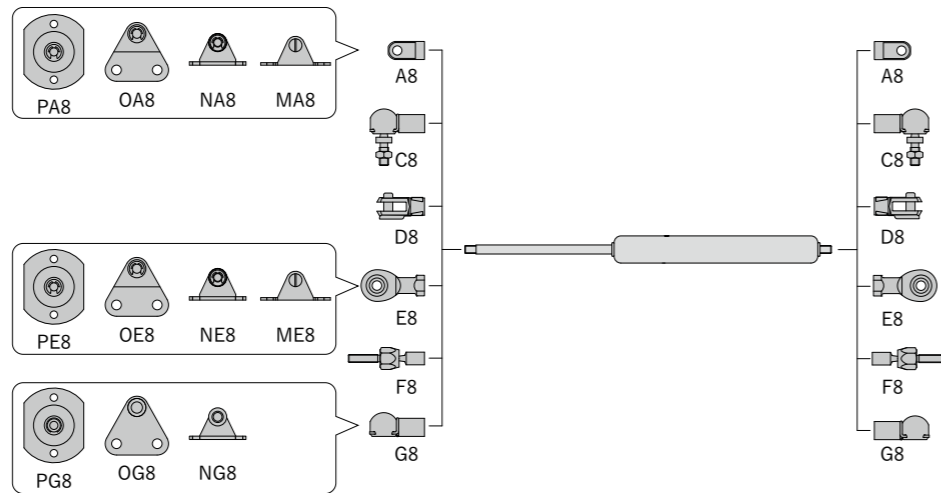 PA8 OA8 NA8 MA8
A8 A8
C8 C8
D8 D8
PE8 OE8 NE8 ME8
E8 E8
F8 F8
PG8 OG8 NG8
G8 G8